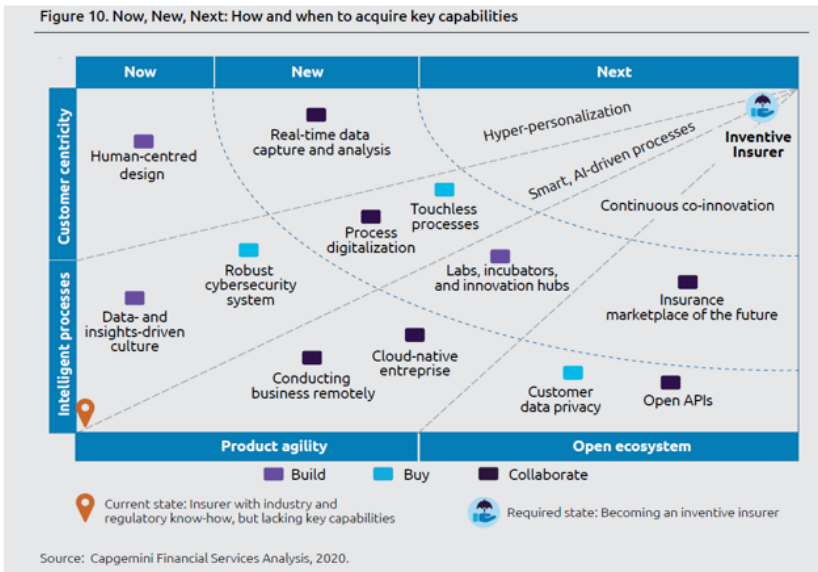 Figure 10. Now, New, Next: How and when to acquire key capabilities
Now
New
Next
Customer centricity
Intelligent processes
Human-centred
design
Real-time data
capture and analysis
Hyper-personalization
Smart, AI-driven processes
Inventive
Insurer
Continuous co-innovation
Touchless
processes
Process
digitalization
Robust
cybersecurity
system
Labs, incubators,
and innovation hubs
Insurance
marketplace of the future
Data- and
insights-driven
culture
Cloud-native
entreprise
Conducting
business remotely
Customer
data privacy
Open APIs
Product agility
Open ecosystem
Build
Buy
Collaborate
Current state: Insurer with industry and
regulatory know-how, but lacking key capabilities
Required state: Becoming an inventive insurer
Source: Capgemini Financial Services Analysis, 2020.